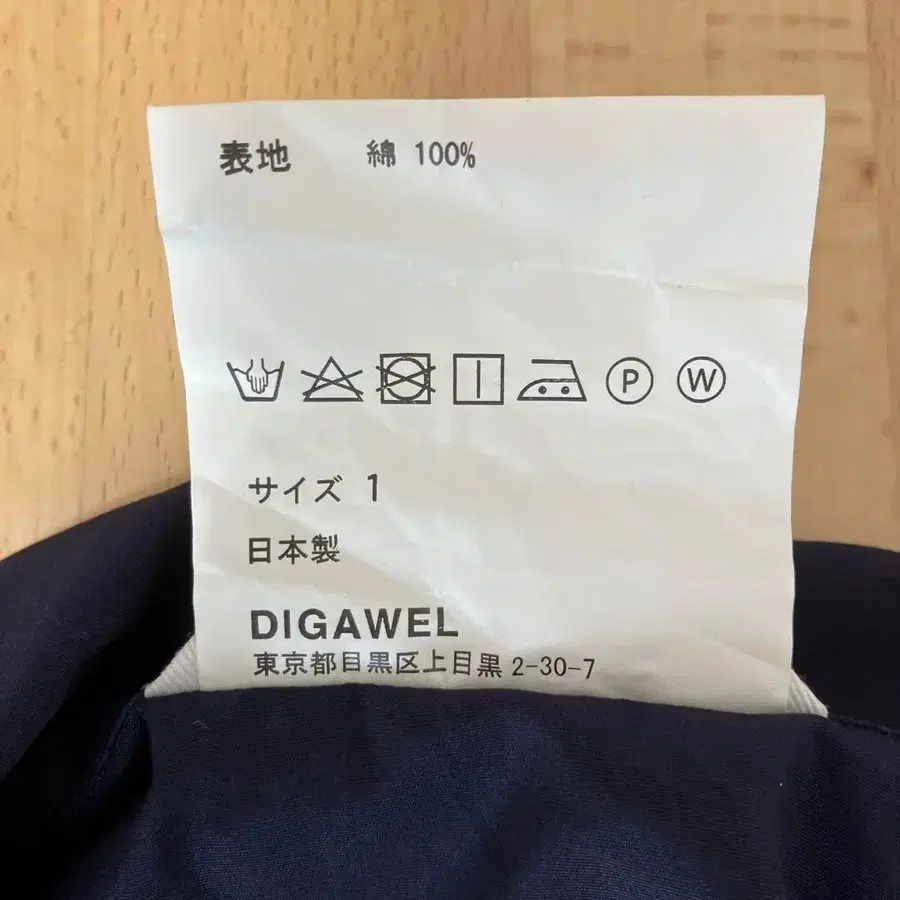 表地 綿 100%
P W
サイズ 1
日本製
DIGAWEL
東京都目黒区上目黒 2-30-7